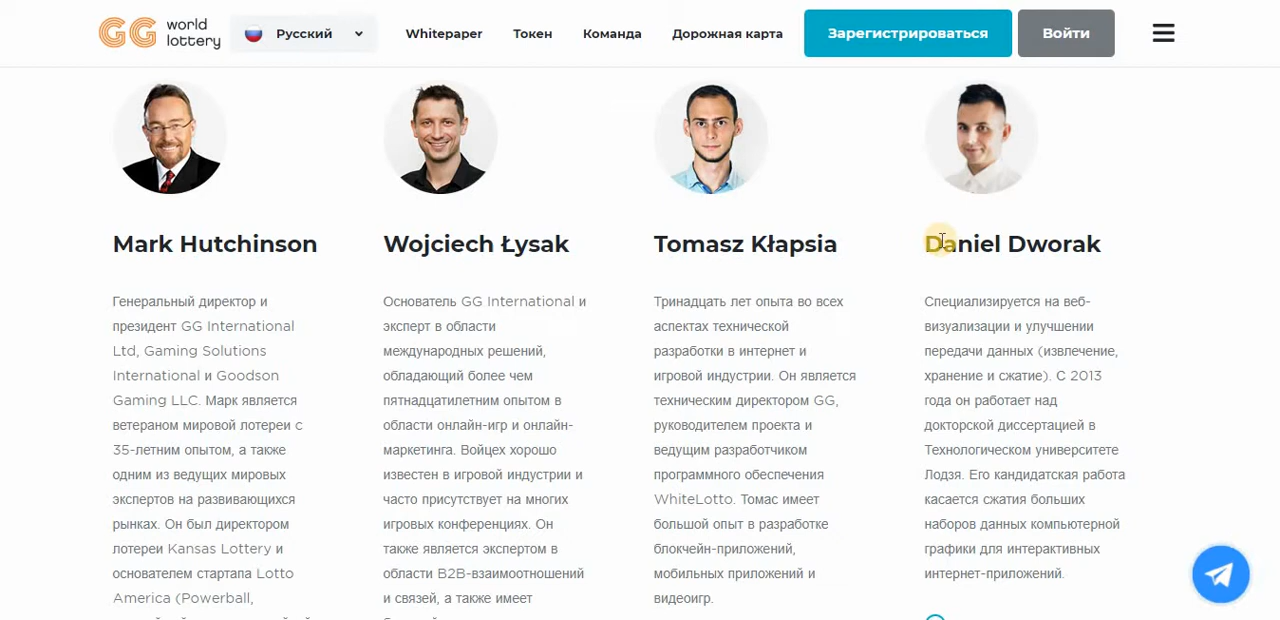 world
lottery
Русский
Whitepaper
Токен
Команда
Дорожная карта
Зарегистрироваться
Войти
Mark Hutchinson
Генеральный директор и
президент GG International
Ltd, Gaming Solutions
International и Goodson
Gaming LLC. Марк является
ветераном мировой лотереи с
35-летним опытом, а также
одним из ведущих мировых
экспертов на развивающихся
рынках. Он был директором
лотереи Kansas Lottery и
основателем стартапа Lotto
America (Powerball,
Wojciech Łysak
Основатель GG International и
эксперт в области
международных решений,
обладающий более чем
пятнадцатилетним опытом в
области онлайн-игр и онлайн-
маркетинга. Войцех хорошо
известен в игровой индустрии и
часто присутствует на многих
игровых конференциях. Он
также является экспертом в
области B2B-взаимоотношений
и связей, а также имеет
Tomasz Kłapsia
Тринадцать лет опыта во всех
аспектах технической
разработки в интернет и
игровой индустрии. Он является
техническим директором GG,
руководителем проекта и
ведущим разработчиком
программного обеспечения
WhiteLotto. Томас имеет
большой опыт в разработке
блокчейн-приложений,
мобильных приложений и
видеоигр.
Daniel Dworak
Специализируется на веб-
визуализации и улучшении
передачи данных (извлечение,
хранение и сжатие). С 2013
года он работает над
докторской диссертацией в
Технологическом университете
Лодзя. Его кандидатская работа
касается сжатия больших
наборов данных компьютерной
графики для интерактивных
интернет-приложений.